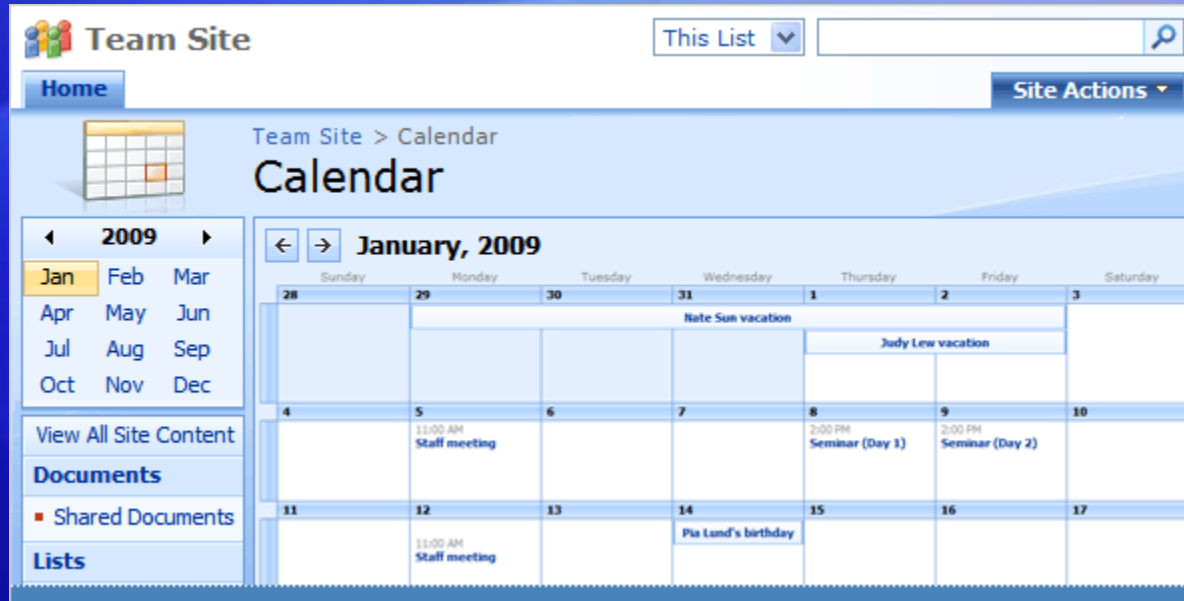 Team Site
This List
Home
Site Actions
Team Site > Calendar
Calendar
2009
Jan Feb Mar
Apr May Jun
Jul Aug Sep
Oct Nov Dec
View All Site Content
Documents
Shared Documents
Lists
January, 2009
Sunday Monday Tuesday Wednesday Thursday Friday Saturday
28 29 30 31 1 2 3
Nate Sun vacation
Judy Lew vacation
4 5 6 7 8 9 10
11:00 AM 2:00 PM 2:00 PM
Staff meeting Seminar (Day 1) Seminar (Day 2)
11 12 13 14 15 16 17
Pia Lund's birthday
11:00 AM
Staff meeting